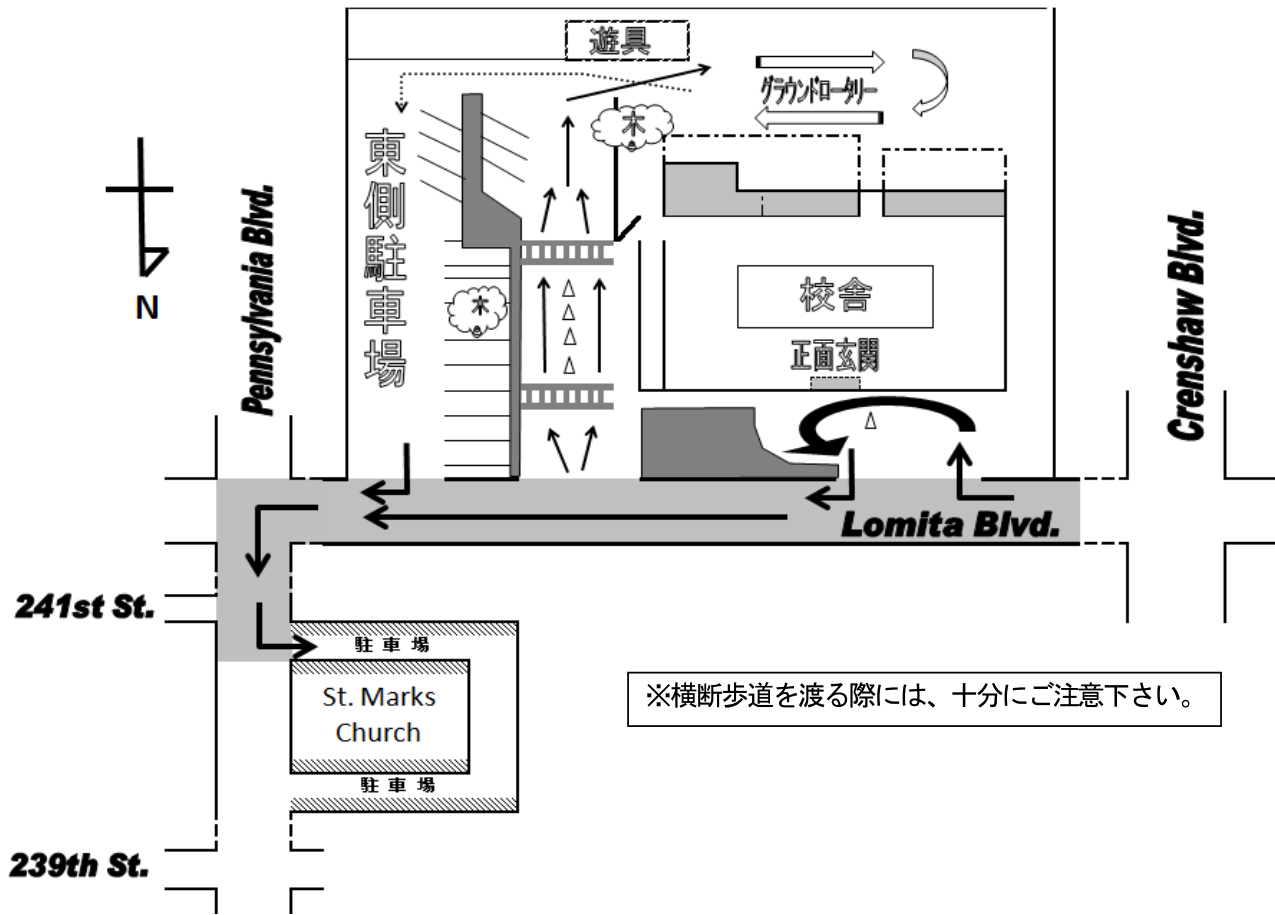 遊具
グラウンドロータリー
木
東側駐車場
Pennsylvania Blvd.
N
木
校舎
正面玄関
Crenshaw Blvd.
Lomita Blvd.
241st St.
駐車場
St. Marks
Church
駐車場
※横断歩道を渡る際には、十分にご注意下さい。
239th St.